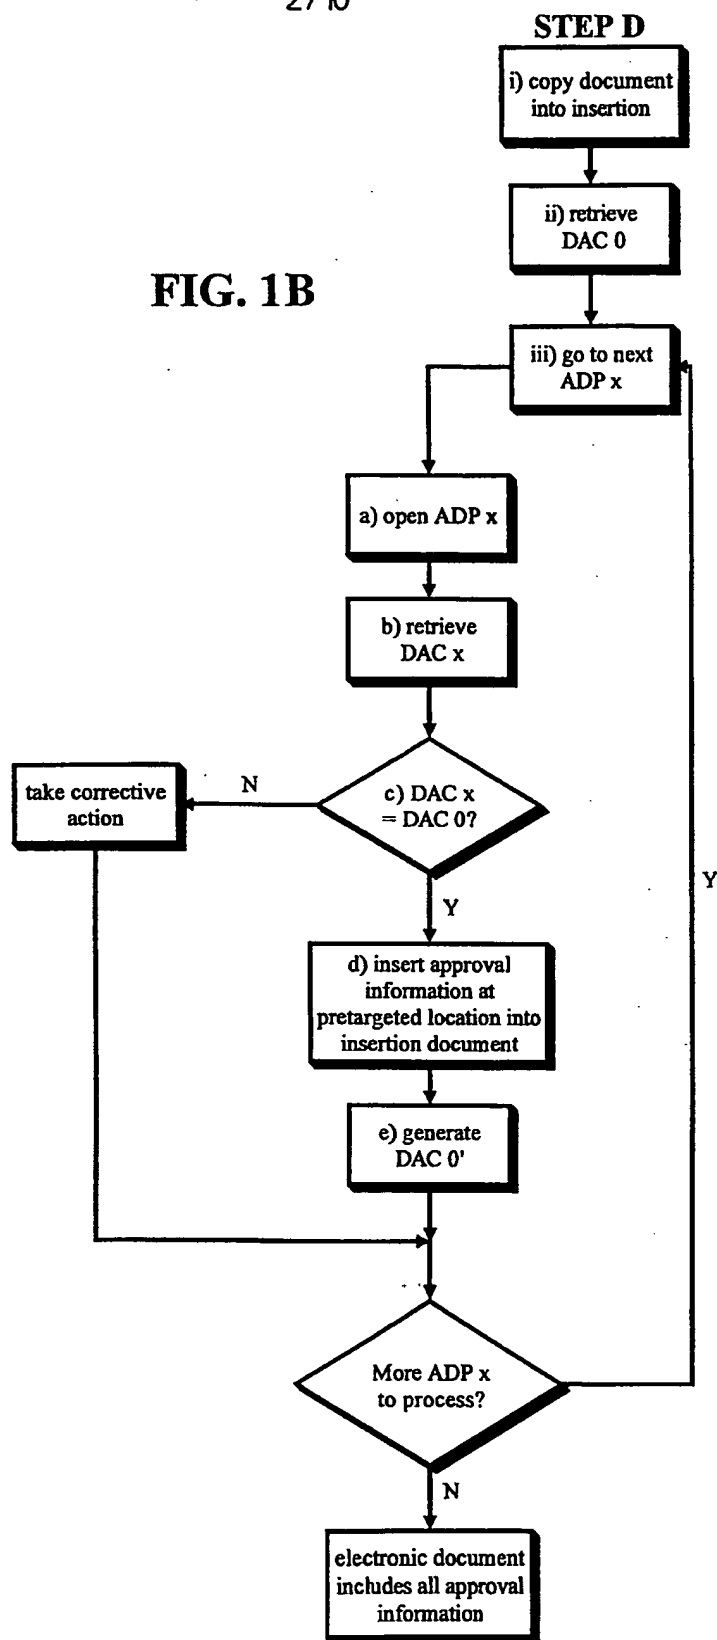 2/10
STEP D
i) copy document
into insertion
ii) retrieve
DAC 0
FIG. 1B
iii) go to next
ADP x
a) open ADP x
b) retrieve
DAC x
c) DAC x
= DAC 0?
N
take corrective
action
Y
Y
d) insert approval
information at
pretargeted location into
insertion document
e) generate
DAC 0'
More ADP x
to process?
N
electronic document
includes all approval
information